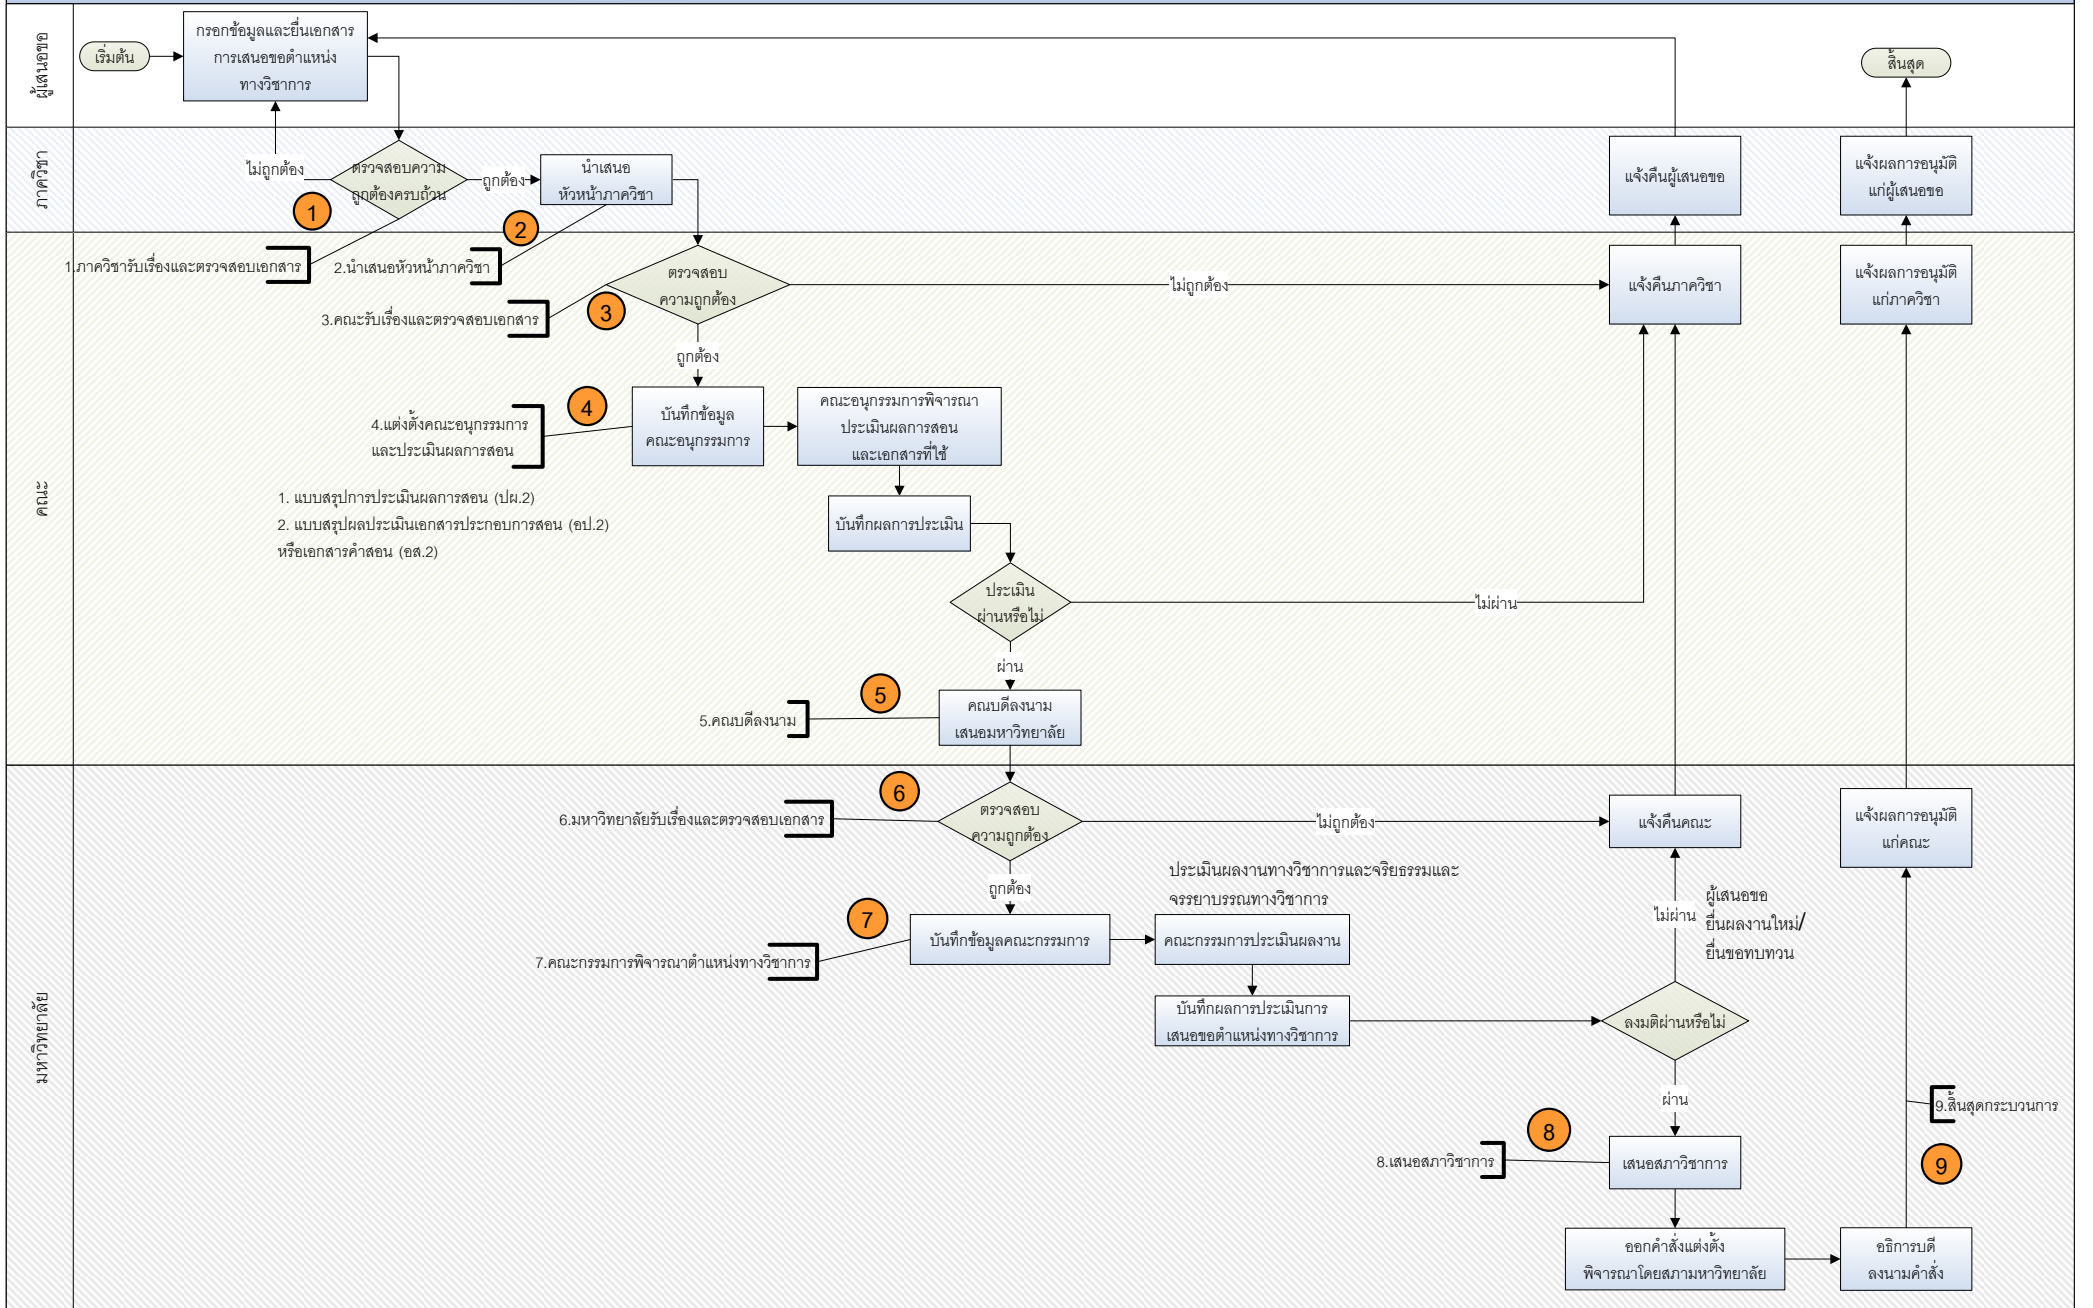 ผู้เสนอขอ
เริ่มต้น
กรอกข้อมูลและยื่นเอกสาร
การเสนอขอตำแหน่ง
ทางวิชาการ
สิ้นสุด
ภาควิชา
ไม่ถูกต้อง
ตรวจสอบความ
ถูกต้องครบถ้วน
ถูกต้อง
นำเสนอ
หัวหน้าภาควิชา
แจ้งคืนผู้เสนอขอ
แจ้งผลการอนุมัติ
แก่ผู้เสนอขอ
1
2
คณะ
1.ภาควิชารับเรื่องและตรวจสอบเอกสาร
2.นำเสนอหัวหน้าภาควิชา
ตรวจสอบ
ความถูกต้อง
ไม่ถูกต้อง
แจ้งคืนภาควิชา
แจ้งผลการอนุมัติ
แก่ภาควิชา
3
3.คณะรับเรื่องและตรวจสอบเอกสาร
ถูกต้อง
4
4.แต่งตั้งคณะอนุกรรมการ
และประเมินผลการสอน
บันทึกข้อมูล
คณะอนุกรรมการ
คณะอนุกรรมการพิจารณา
ประเมินผลการสอน
และเอกสารที่ใช้
1. แบบสรุปการประเมินผลการสอน (ปผ.2)
2. แบบสรุปผลประเมินเอกสารประกอบการสอน (อป.2)
หรือเอกสารคำสอน (อส.2)
บันทึกผลการประเมิน
ประเมิน
ผ่านหรือไม่
ไม่ผ่าน
ผ่าน
5
5.คณบดีลงนาม
คณบดีลงนาม
เสนอมหาวิทยาลัย
มหาวิทยาลัย
6
6.มหาวิทยาลัยรับเรื่องและตรวจสอบเอกสาร
ตรวจสอบ
ความถูกต้อง
ไม่ถูกต้อง
แจ้งคืนคณะ
แจ้งผลการอนุมัติ
แก่คณะ
ถูกต้อง
ประเมินผลงานทางวิชาการและจริยธรรมและ
จรรยาบรรณทางวิชาการ
ไม่ผ่าน
ผู้เสนอขอ
ยื่นผลงานใหม่/
ยื่นขอทบทวน
7
7.คณะกรรมการพิจารณาตำแหน่งทางวิชาการ
บันทึกข้อมูลคณะกรรมการ
คณะกรรมการประเมินผลงาน
บันทึกผลการประเมินการ
เสนอขอตำแหน่งทางวิชาการ
ลงมติผ่านหรือไม่
ผ่าน
9.สิ้นสุดกระบวนการ
8
8.เสนอสภาวิชาการ
เสนอสภาวิชาการ
9
ออกคำสั่งแต่งตั้ง
พิจารณาโดยสภามหาวิทยาลัย
อธิการบดี
ลงนามคำสั่ง